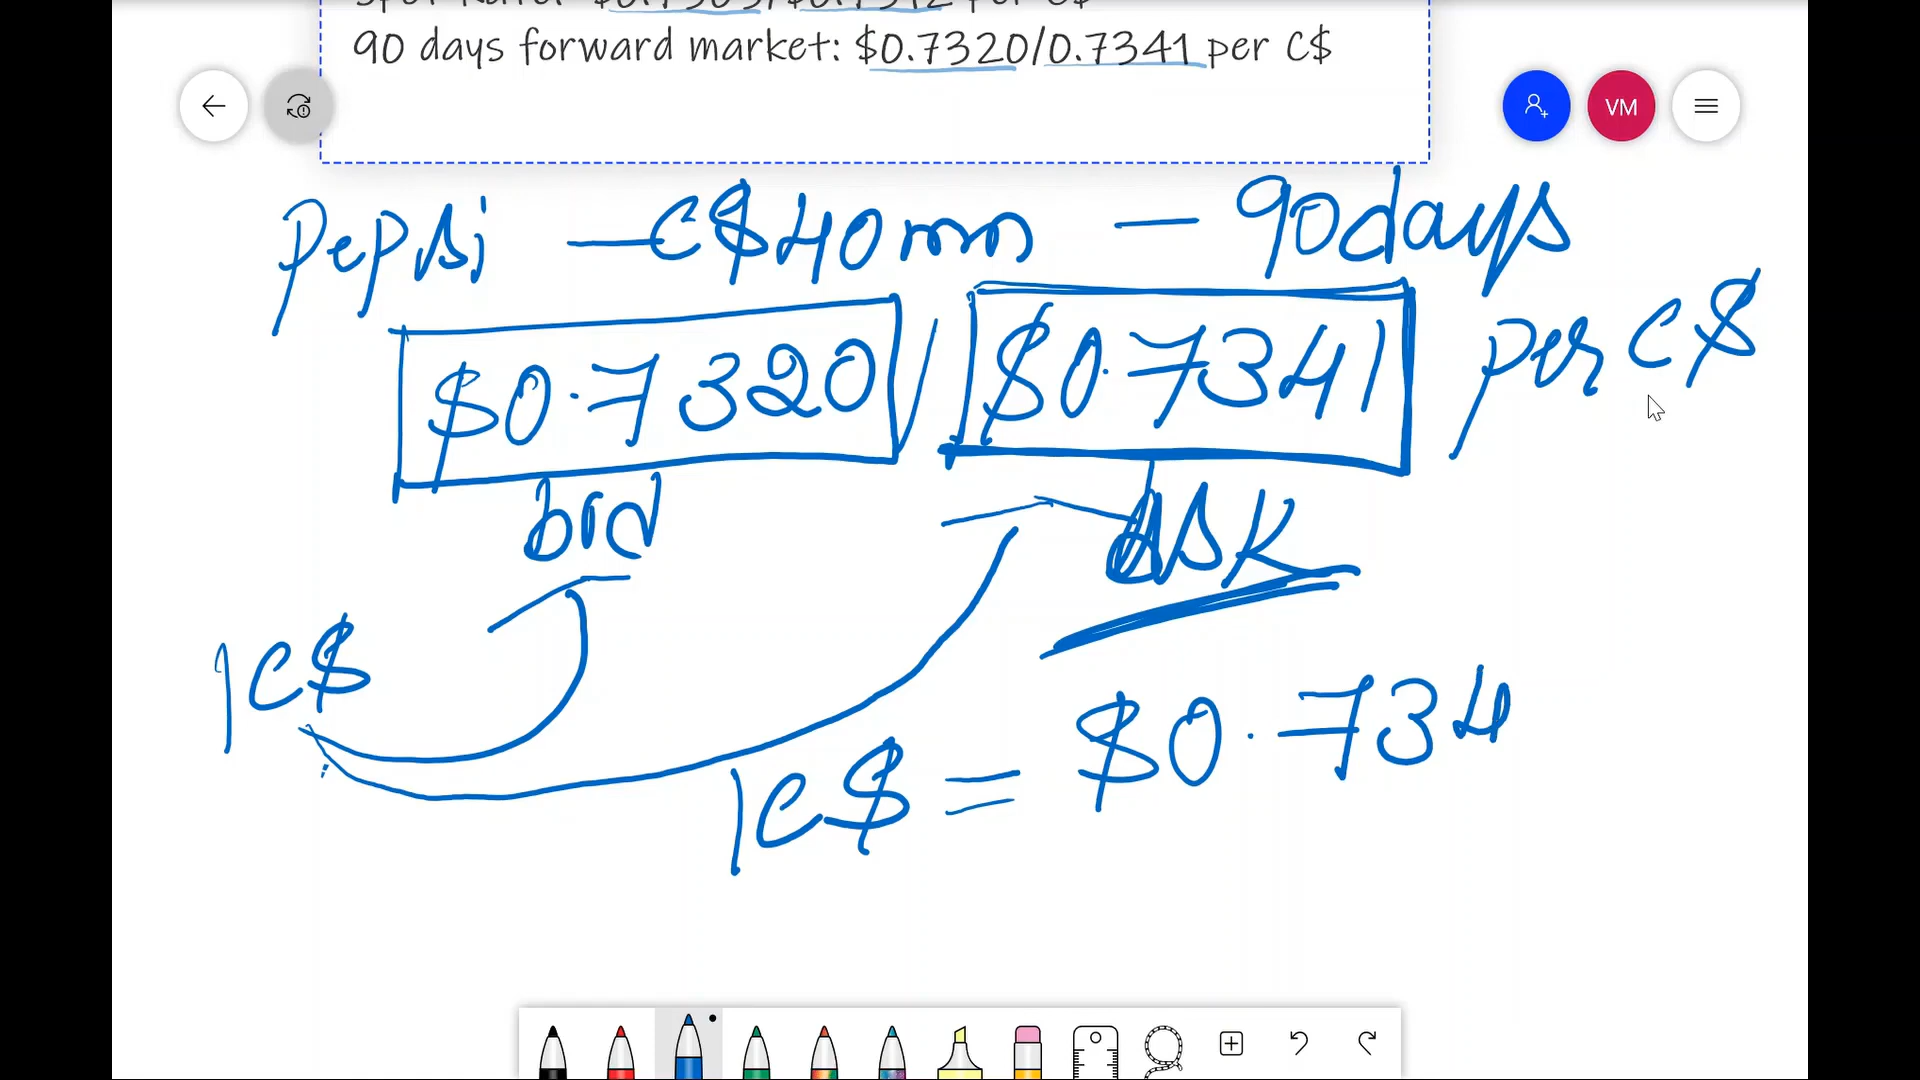 90 days forward market: $0.7320/0.7341 per C$
VM
Pepsi — C$40mn — 90days
$0.7320 / $0.7341 per C$
bid ask
1C$
1C$ = $0.734